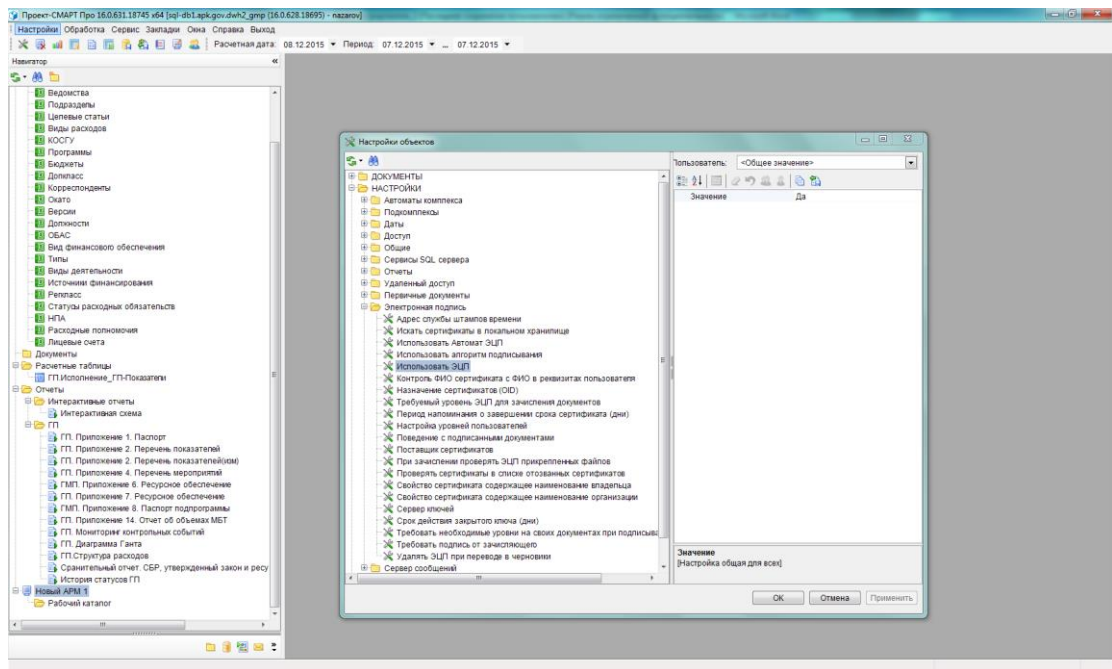 Проект-СМАРТ Про 16.0.631.18745 x64 [sql-db1.apk.gov.dwh2_gmp (16.0.628.18695) - nazarov]
Настройки Обработка Сервис Закладки Окна Справка Выход
Расчетная дата: 08.12.2015 Период: 07.12.2015 ... 07.12.2015
Навигатор
Ведомства
Подразделы
Целевые статьи
Виды расходов
КОСГУ
Программы
Бюджеты
Допкласс
Корреспонденты
Окато
Версии
Должности
ОБАС
Вид финансового обеспечения
Типы
Виды деятельности
Источники финансирования
Регкласс
Статусы расходных обязательств
НПА
Расходные полномочия
Лицевые счета
Документы
Расчетные таблицы
ГП.Исполнение_ГП-Показатели
Отчеты
Интерактивные отчеты
Интерактивная схема
ГП
ГП. Приложение 1. Паспорт
ГП. Приложение 2. Перечень показателей
ГП. Приложение 2. Перечень показателей(изм)
ГП. Приложение 4. Перечень мероприятий
ГМП. Приложение 6. Ресурсное обеспечение
ГП. Приложение 7. Ресурсное обеспечение
ГМП. Приложение 8. Паспорт подпрограммы
ГП. Приложение 14. Отчет об объемах МБТ
ГП. Мониторинг контрольных событий
ГП. Диаграмма Ганта
ГП.Структура расходов
Сранительный отчет. СБР, утвержденный закон и ресу
История статусов ГП
Новый АРМ 1
Рабочий каталог
Настройки объектов
ДОКУМЕНТЫ
НАСТРОЙКИ
Автоматы комплекса
Подкомплексы
Даты
Доступ
Общие
Сервисы SQL сервера
Отчеты
Удаленный доступ
Первичные документы
Электронная подпись
Адрес службы штампов времени
Искать сертификаты в локальном хранилище
Использовать Автомат ЭЦП
Использовать алгоритм подписывания
Использовать ЭЦП
Контроль ФИО сертификата с ФИО в реквизитах пользователя
Назначение сертификатов (OID)
Требуемый уровень ЭЦП для зачисления документов
Период напоминания о завершении срока сертификата (дни)
Настройка уровней пользователей
Поведение с подписанными документами
Поставщик сертификатов
При зачислении проверять ЭЦП прикрепленных файлов
Проверять сертификаты в списке отозванных сертификатов
Свойство сертификата содержащее наименование владельца
Свойство сертификата содержащее наименование организации
Сервер ключей
Срок действия закрытого ключа (дни)
Требовать необходимые уровни на своих документах при подписыва
Требовать подпись от зачисляющего
Удалять ЭЦП при переводе в черновики
Сервер сообщений
Пользователь: <Общее значение>
Значение Да
Значение
[Настройка общая для всех]
ОК Отмена Применить